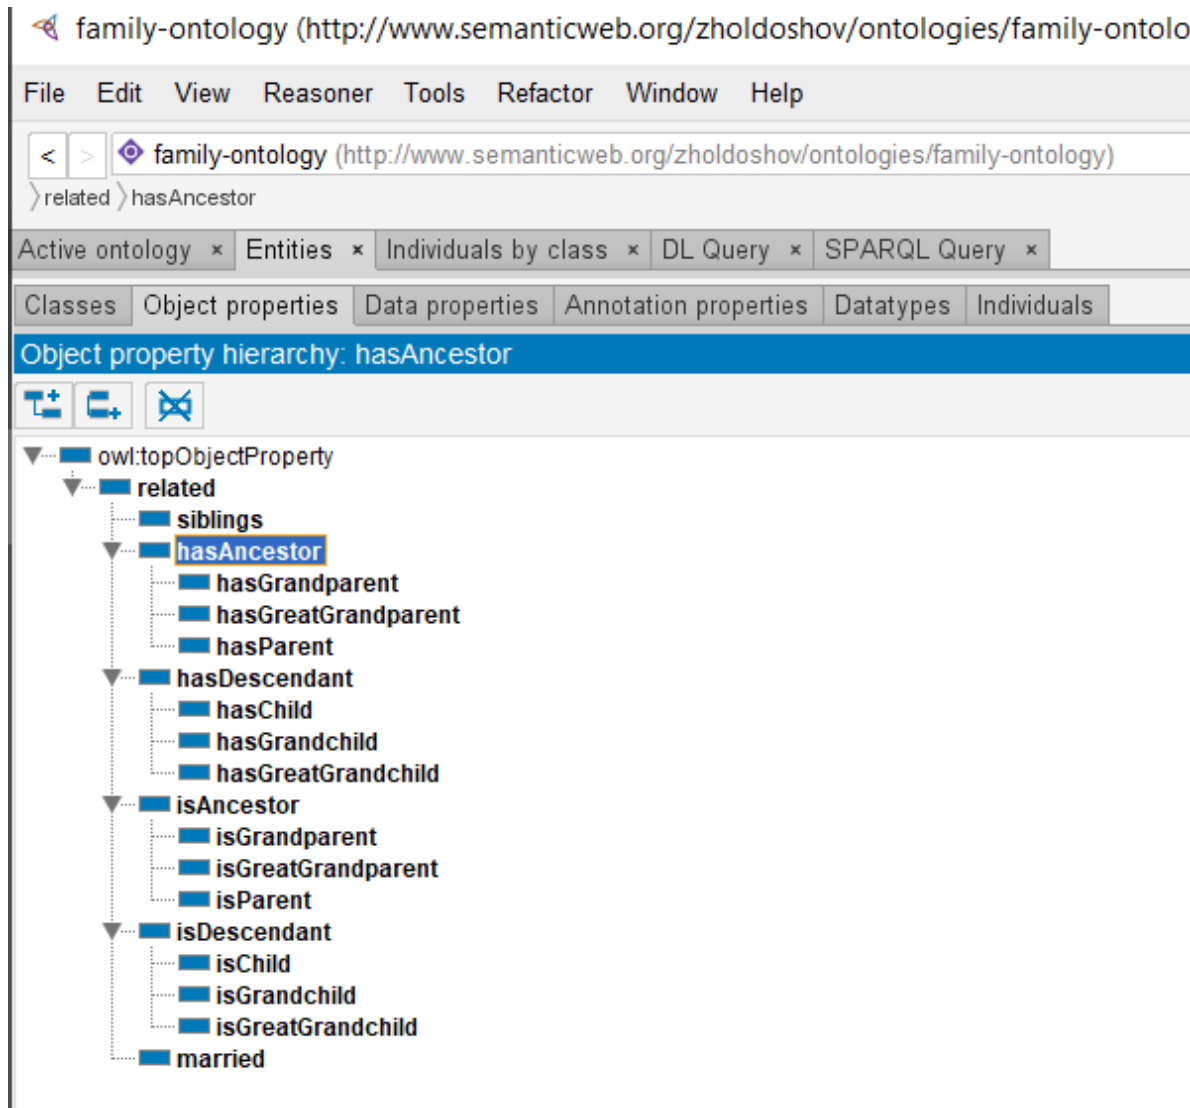 family-ontology (http://www.semanticweb.org/zholdoshov/ontologies/family-ontolo
File Edit View Reasoner Tools Refactor Window Help
< > family-ontology (http://www.semanticweb.org/zholdoshov/ontologies/family-ontology)
related hasAncestor
Active ontology × Entities × Individuals by class × DL Query × SPARQL Query ×
Classes Object properties Data properties Annotation properties Datatypes Individuals
Object property hierarchy: hasAncestor
owl:topObjectProperty
related
siblings
hasAncestor
hasGrandparent
hasGreatGrandparent
hasParent
hasDescendant
hasChild
hasGrandchild
hasGreatGrandchild
isAncestor
isGrandparent
isGreatGrandparent
isParent
isDescendant
isChild
isGrandchild
isGreatGrandchild
married